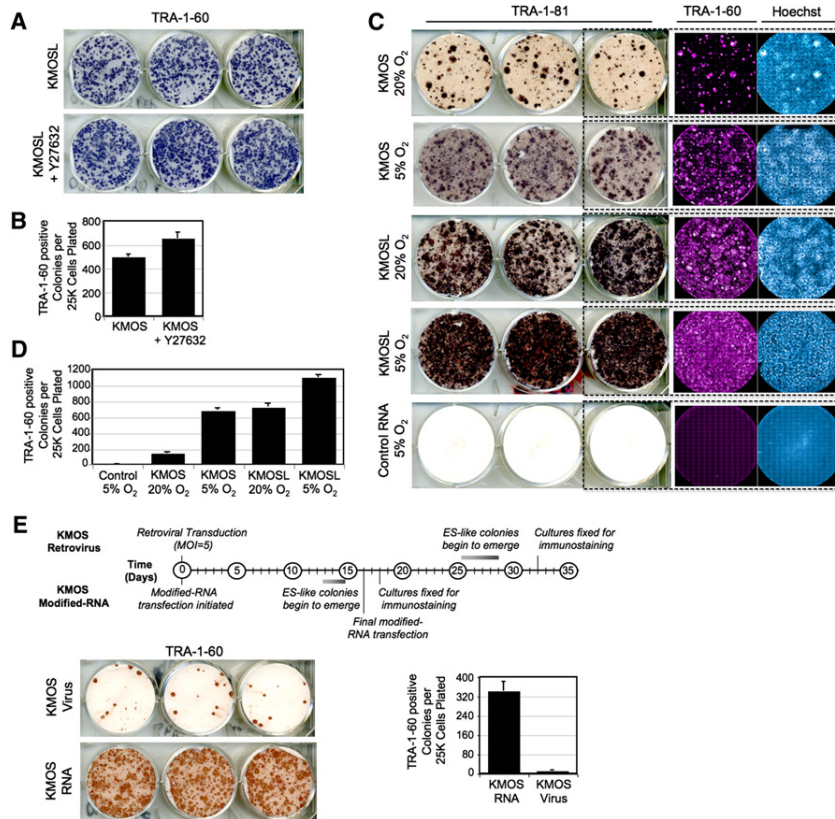 A
TRA-1-60
KMOSL
KMOSL
+ Y27632
B
TRA-1-60 positive
Colonies per
25K Cells Plated
800
600
400
200
0
KMOS
KMOS
+ Y27632
C
TRA-1-81
TRA-1-60
Hoechst
KMOS
20% O2
KMOS
5% O2
KMOSL
20% O2
KMOSL
5% O2
Control RNA
5% O2
D
TRA-1-60 positive
Colonies per
25K Cells Plated
1200
1000
800
600
400
200
0
Control
5% O2
KMOS
20% O2
KMOS
5% O2
KMOSL
20% O2
KMOSL
5% O2
E
KMOS
Retrovirus
Retroviral Transduction
(MOI=5)
ES-like colonies
begin to emerge
Cultures fixed for
immunostaining
Time
(Days)
0 5 10 15 20 25 30 35
KMOS
Modified-RNA
Modified-RNA
transfection initiated
ES-like colonies
begin to emerge
Cultures fixed for
immunostaining
Final modified-
RNA transfection
TRA-1-60
KMOS
Virus
KMOS
RNA
TRA-1-60 positive
Colonies per
25K Cells Plated
400
320
240
160
80
0
KMOS
RNA
KMOS
Virus